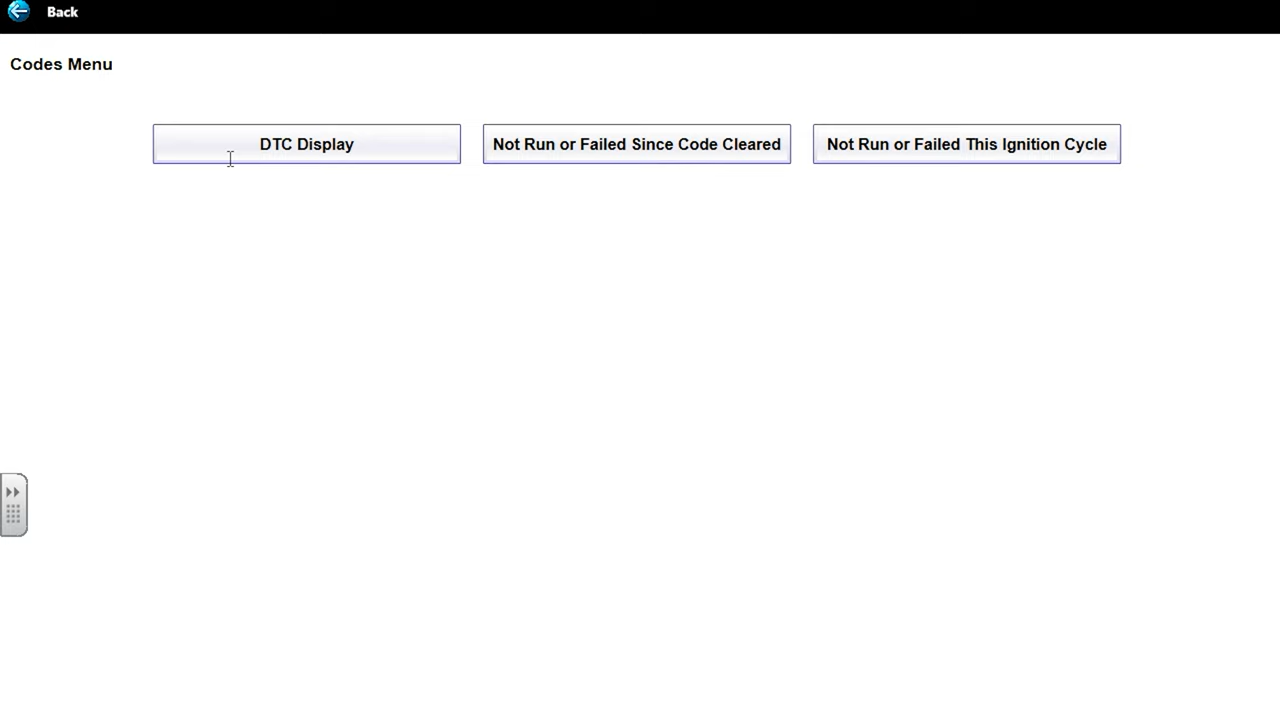 Back
Codes Menu
DTC Display
Not Run or Failed Since Code Cleared
Not Run or Failed This Ignition Cycle